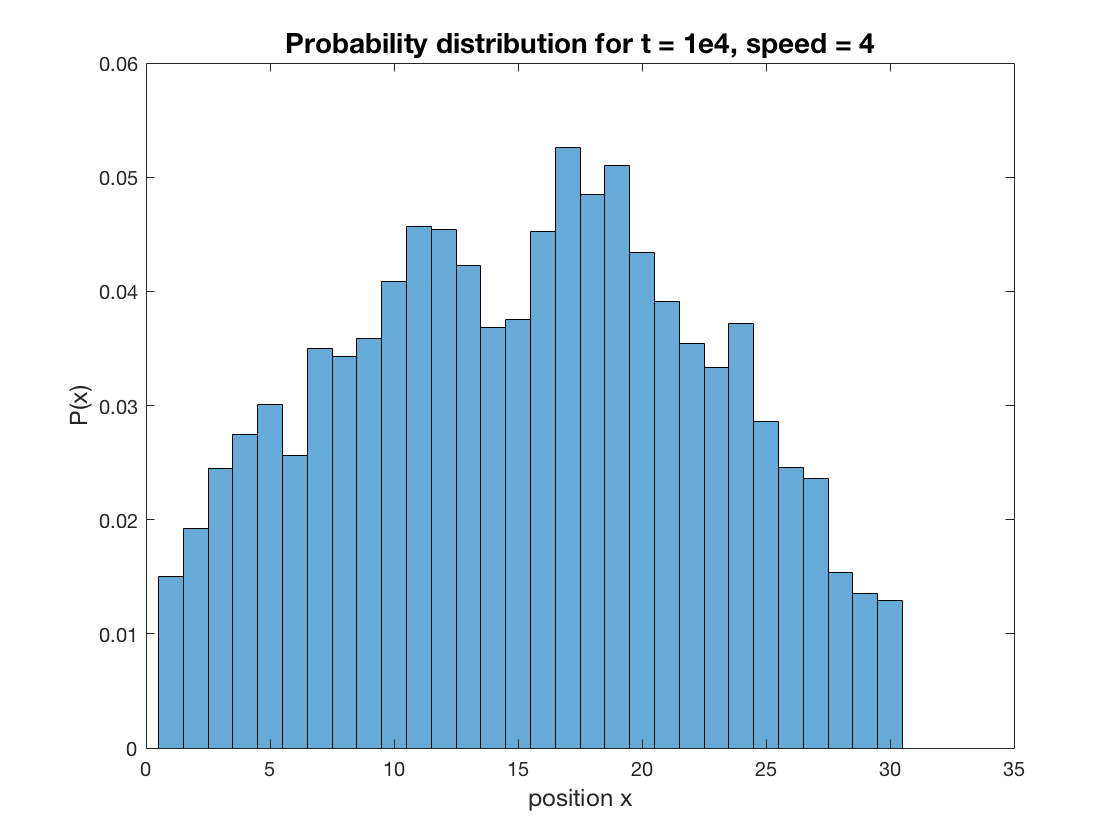 Probability distribution for t = 1e4, speed = 4
0.06
0.05
0.04
0.03
0.02
0.01
0
P(x)
0 5 10 15 20 25 30 35
position x